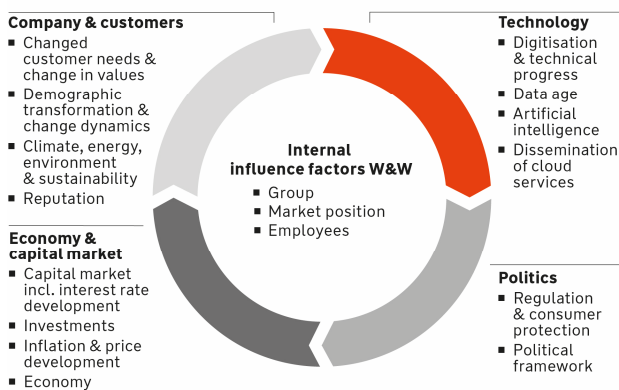 Company & customers
■ Changed
customer needs &
change in values
■ Demographic
transformation &
change dynamics
■ Climate, energy,
environment
& sustainability
■ Reputation
Technology
■ Digitisation
& technical
progress
■ Data age
■ Artificial
intelligence
■ Dissemination
of cloud
services
Internal
influence factors W&W
■ Group
■ Market position
■ Employees
Economy &
capital market
■ Capital market
incl. interest rate
development
■ Investments
■ Inflation & price
development
■ Economy
Politics
■ Regulation
& consumer
protection
■ Political
framework